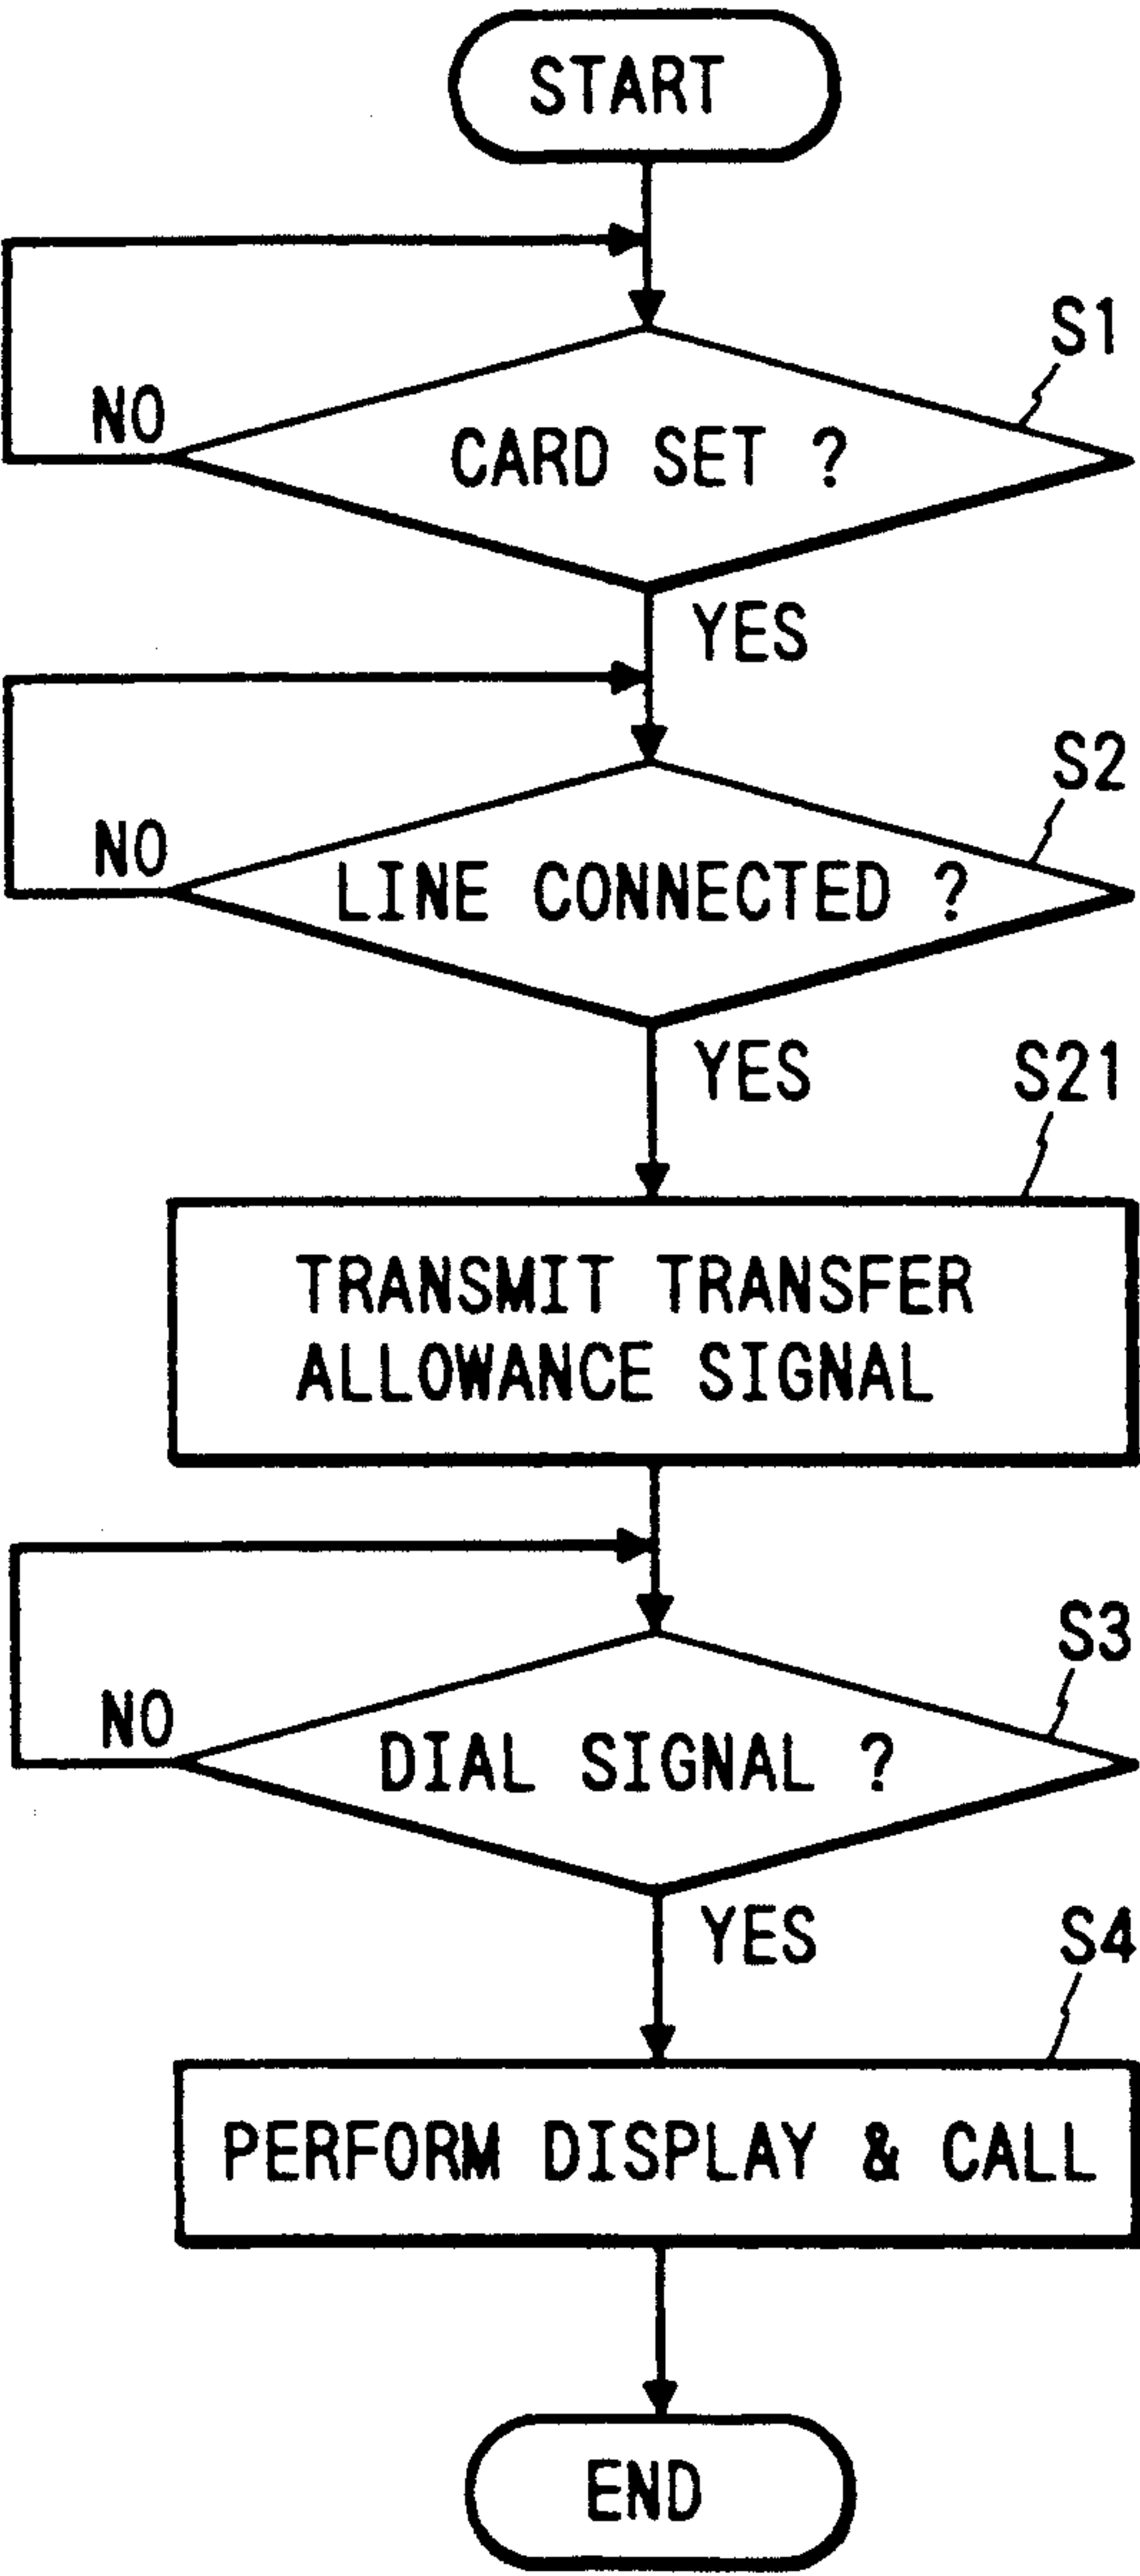 START
S1
NO
CARD SET ?
YES
S2
NO
LINE CONNECTED ?
YES
S21
TRANSMIT TRANSFER
ALLOWANCE SIGNAL
S3
NO
DIAL SIGNAL ?
YES
S4
PERFORM DISPLAY & CALL
END